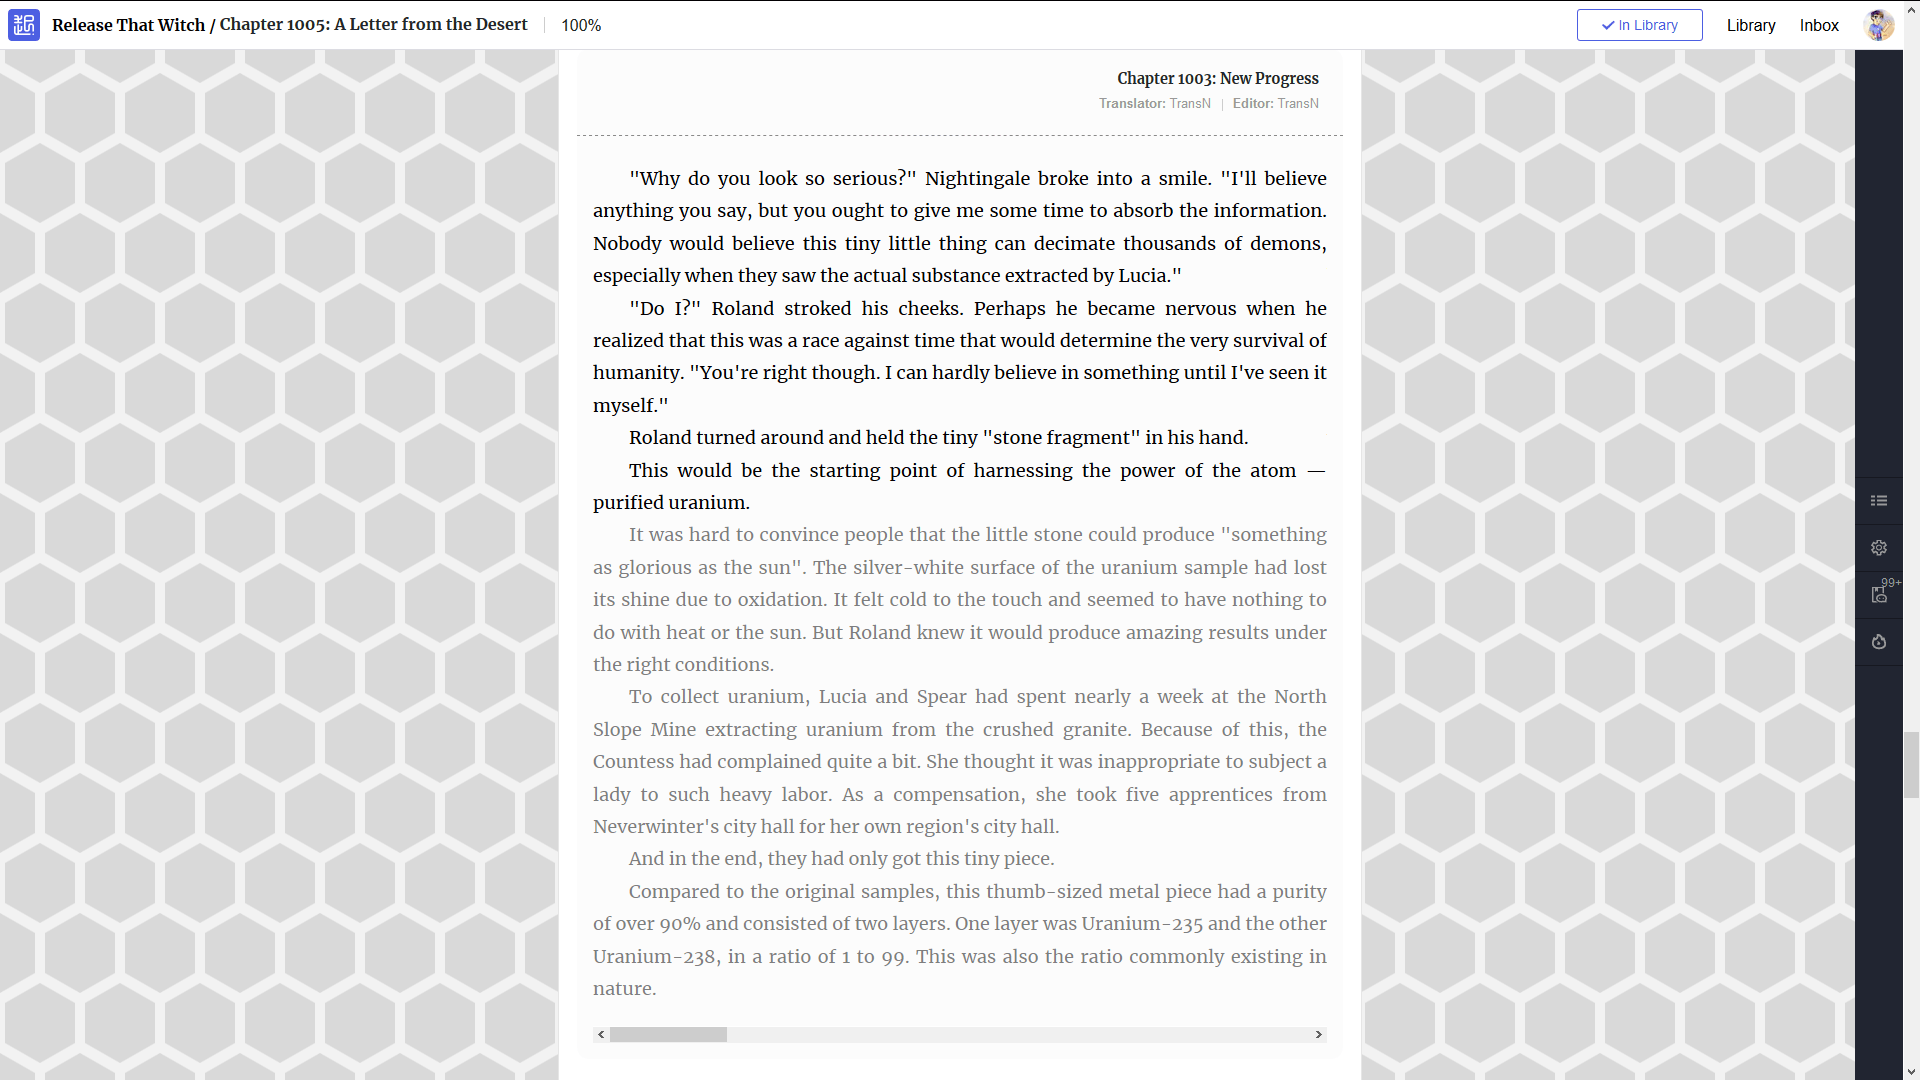 Release That Witch / Chapter 1005: A Letter from the Desert 100% In Library Library Inbox
Chapter 1003: New Progress
Translator: TransN | Editor: TransN
"Why do you look so serious?" Nightingale broke into a smile. "I'll believe
anything you say, but you ought to give me some time to absorb the information.
Nobody would believe this tiny little thing can decimate thousands of demons,
especially when they saw the actual substance extracted by Lucia."
"Do I?" Roland stroked his cheeks. Perhaps he became nervous when he
realized that this was a race against time that would determine the very survival of
humanity. "You're right though. I can hardly believe in something until I've seen it
myself."
Roland turned around and held the tiny "stone fragment" in his hand.
This would be the starting point of harnessing the power of the atom —
purified uranium.
It was hard to convince people that the little stone could produce "something
as glorious as the sun". The silver-white surface of the uranium sample had lost
its shine due to oxidation. It felt cold to the touch and seemed to have nothing to
do with heat or the sun. But Roland knew it would produce amazing results under
the right conditions.
To collect uranium, Lucia and Spear had spent nearly a week at the North
Slope Mine extracting uranium from the crushed granite. Because of this, the
Countess had complained quite a bit. She thought it was inappropriate to subject a
lady to such heavy labor. As a compensation, she took five apprentices from
Neverwinter's city hall for her own region's city hall.
And in the end, they had only got this tiny piece.
Compared to the original samples, this thumb-sized metal piece had a purity
of over 90% and consisted of two layers. One layer was Uranium-235 and the other
Uranium-238, in a ratio of 1 to 99. This was also the ratio commonly existing in
nature.
99+